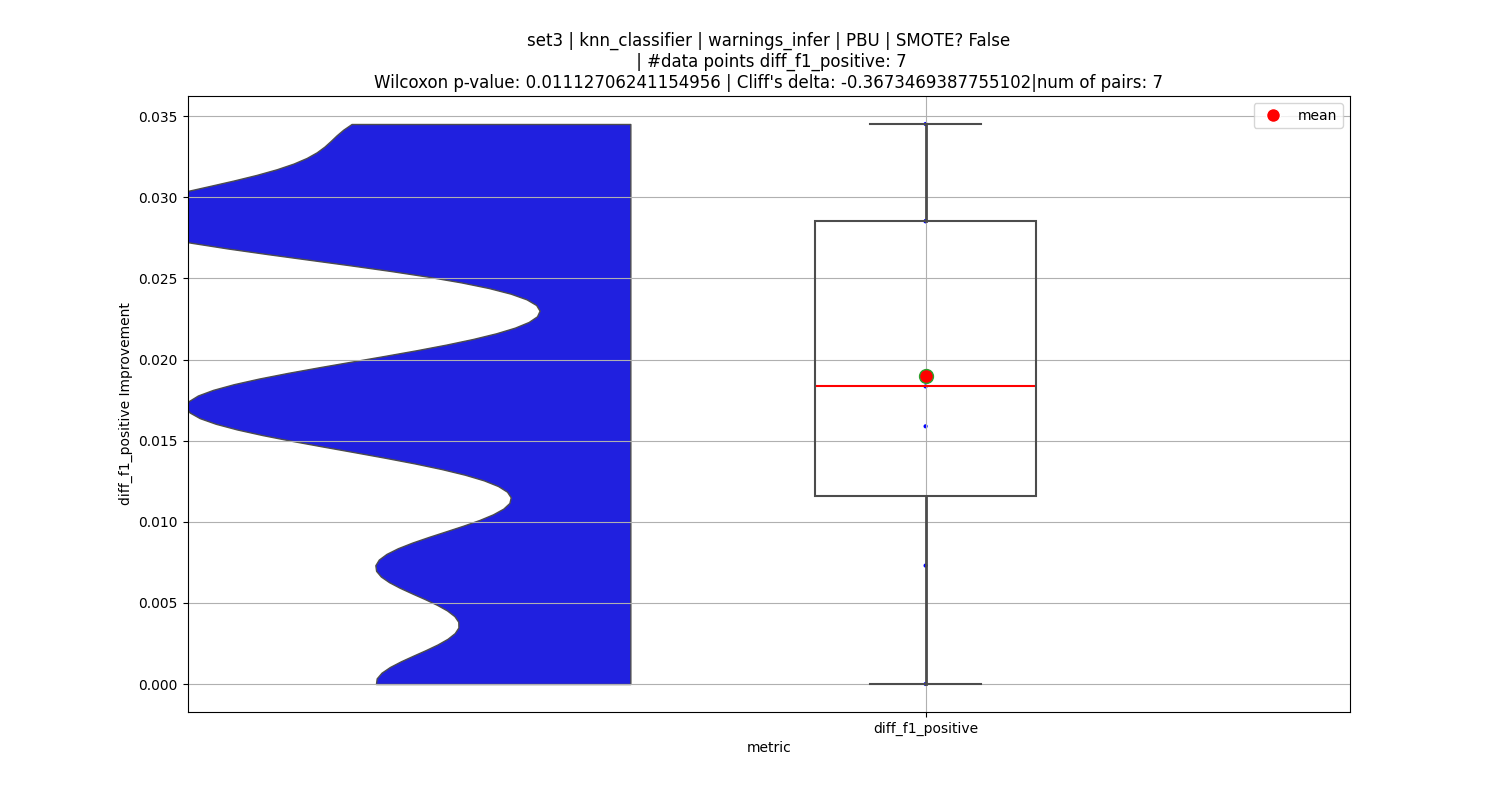 set3 | knn_classifier | warnings_infer | PBU | SMOTE? False
| #data points diff_f1_positive: 7
Wilcoxon p-value: 0.01112706241154956 | Cliff's delta: -0.3673469387755102|num of pairs: 7
mean
0.035
0.030
0.025
0.020
0.015
0.010
0.005
0.000
diff_f1_positive Improvement
diff_f1_positive
metric